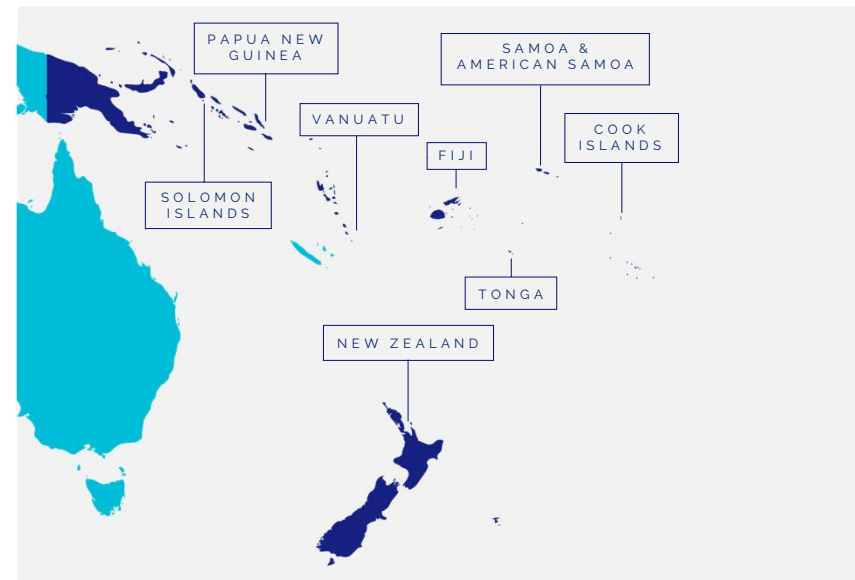 PAPUA NEW
GUINEA
SAMOA &
AMERICAN SAMOA
VANUATU
COOK
ISLANDS
FIJI
SOLOMON
ISLANDS
TONGA
NEW ZEALAND